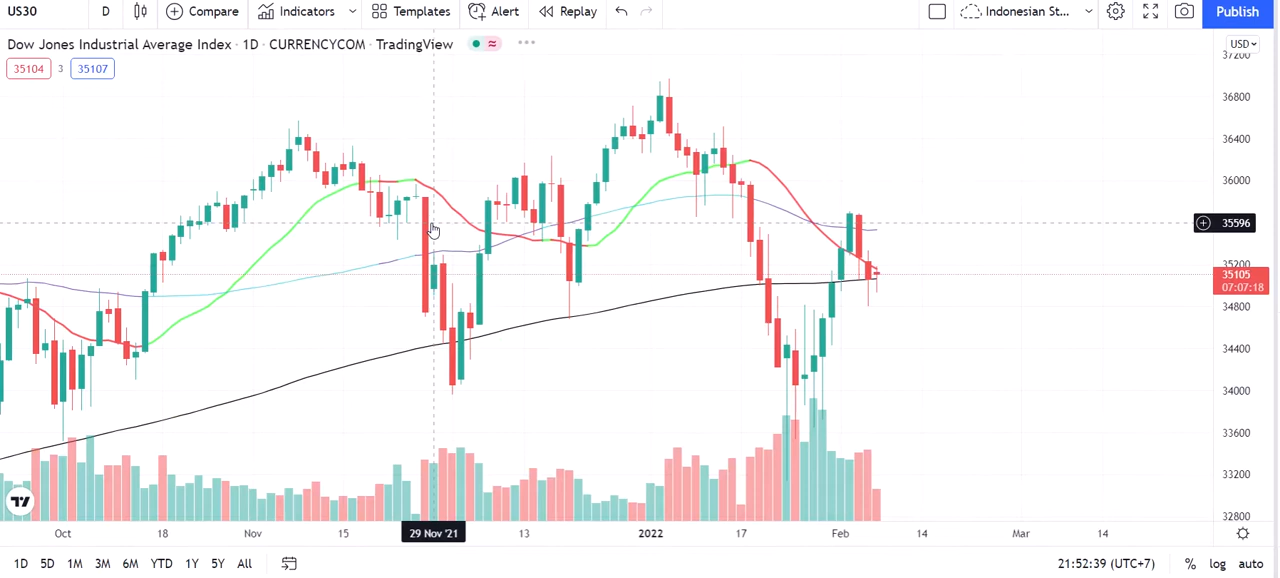 US30 D Compare Indicators Templates Alert Replay Indonesian St... Publish
Dow Jones Industrial Average Index · 1D · CURRENCYCOM · TradingView
USD
35104 3 35107
37200
36800
36400
36000
35596
35200
35105
07:07:18
34800
34400
34000
33600
33200
32800
Oct 18 Nov 15 29 Nov '21 13 2022 17 Feb 14 Mar 14
1D 5D 1M 3M 6M YTD 1Y 5Y All 21:52:39 (UTC+7) % log auto